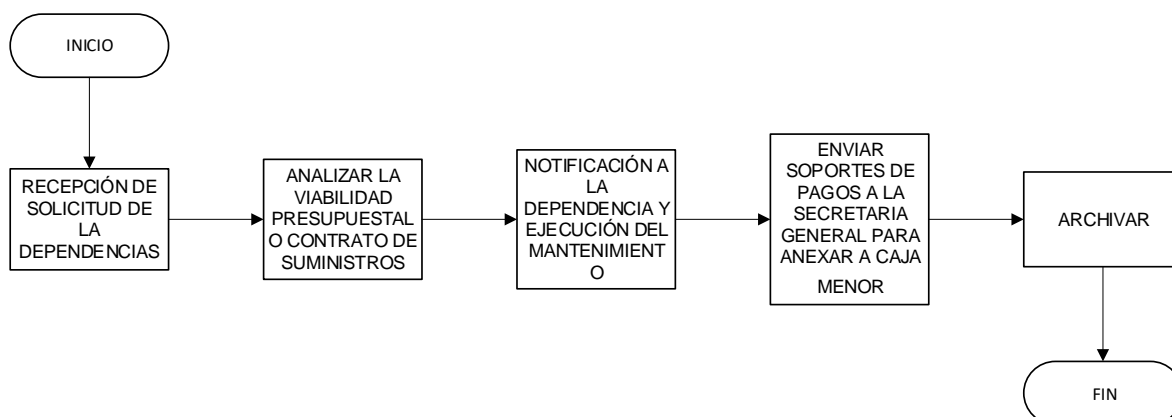 INICIO
RECEPCIÓN DE
SOLICITUD DE
LA
DEPENDENCIAS
ANALIZAR LA
VIABILIDAD
PRESUPUESTAL
O CONTRATO DE
SUMINISTROS
NOTIFICACIÓN A
LA
DEPENDENCIA Y
EJECUCIÓN DEL
MANTENIMIENT
O
ENVIAR
SOPORTES DE
PAGOS A LA
SECRETARIA
GENERAL PARA
ANEXAR A CAJA
MENOR
ARCHIVAR
FIN